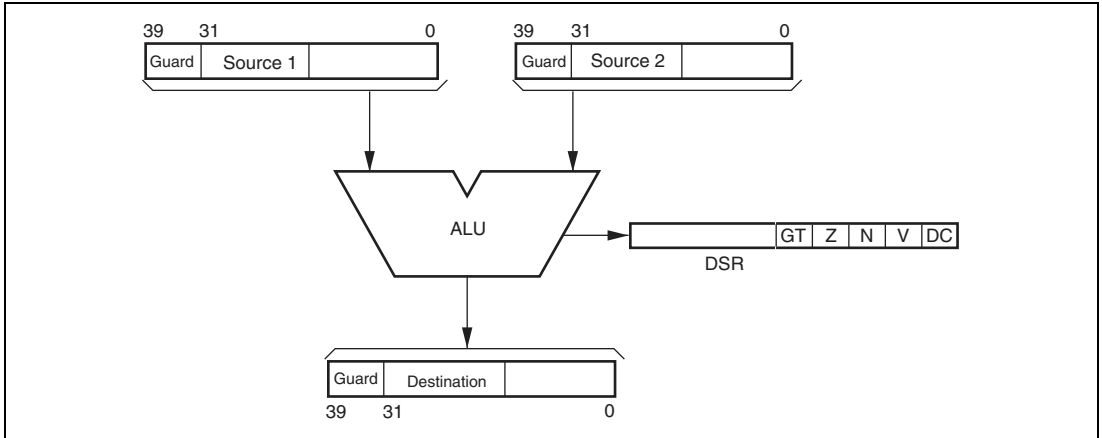 39 31 0 39 31 0
Guard Source 1 Guard Source 2
ALU
GT Z N V DC
DSR
Guard Destination
39 31 0